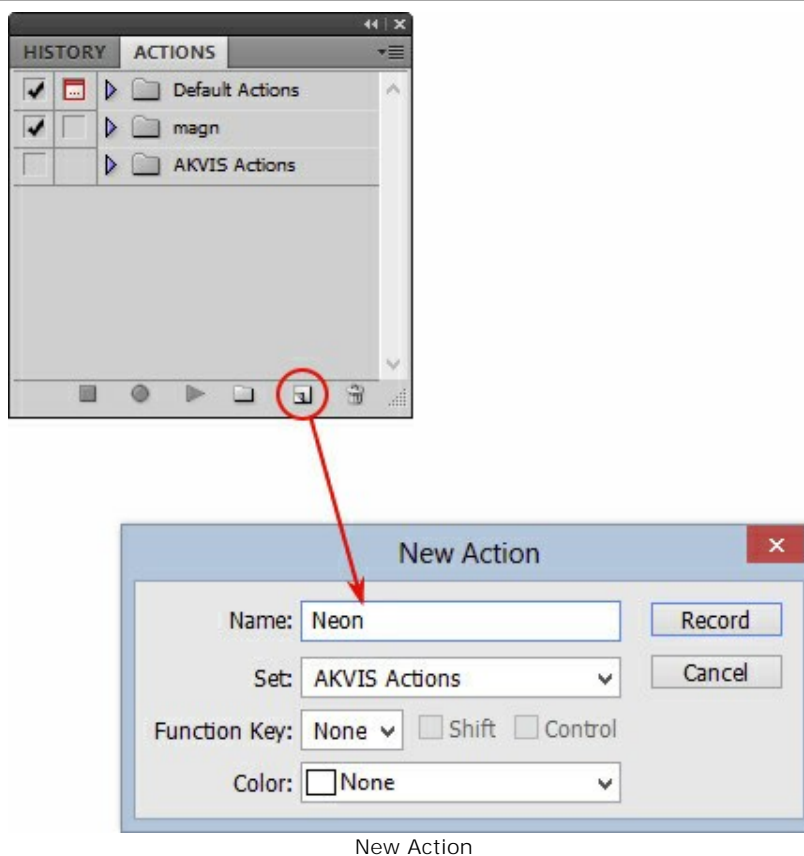 HISTORY ACTIONS
Default Actions
magn
AKVIS Actions
New Action
Name: Neon Record
Set: AKVIS Actions Cancel
Function Key: None Shift Control
Color: None
New Action